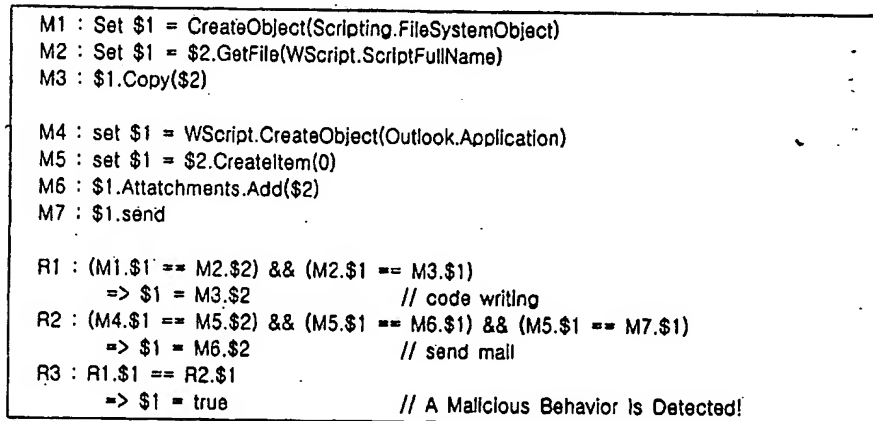 M1 : Set $1 = CreateObject(Scripting.FileSystemObject)
M2 : Set $1 = $2.GetFile(WScript.ScriptFullName)
M3 : $1.Copy($2)
M4 : set $1 = WScript.CreateObject(Outlook.Application)
M5 : set $1 = $2.CreateItem(0)
M6 : $1.Attatchments.Add($2)
M7 : $1.send
R1 : (M1.$1 == M2.$2) && (M2.$1 == M3.$1)
=> $1 = M3.$2 // code writing
R2 : (M4.$1 == M5.$2) && (M5.$1 == M6.$1) && (M5.$1 == M7.$1)
=> $1 = M6.$2 // send mail
R3 : R1.$1 == R2.$1
=> $1 = true // A Malicious Behavior Is Detected!